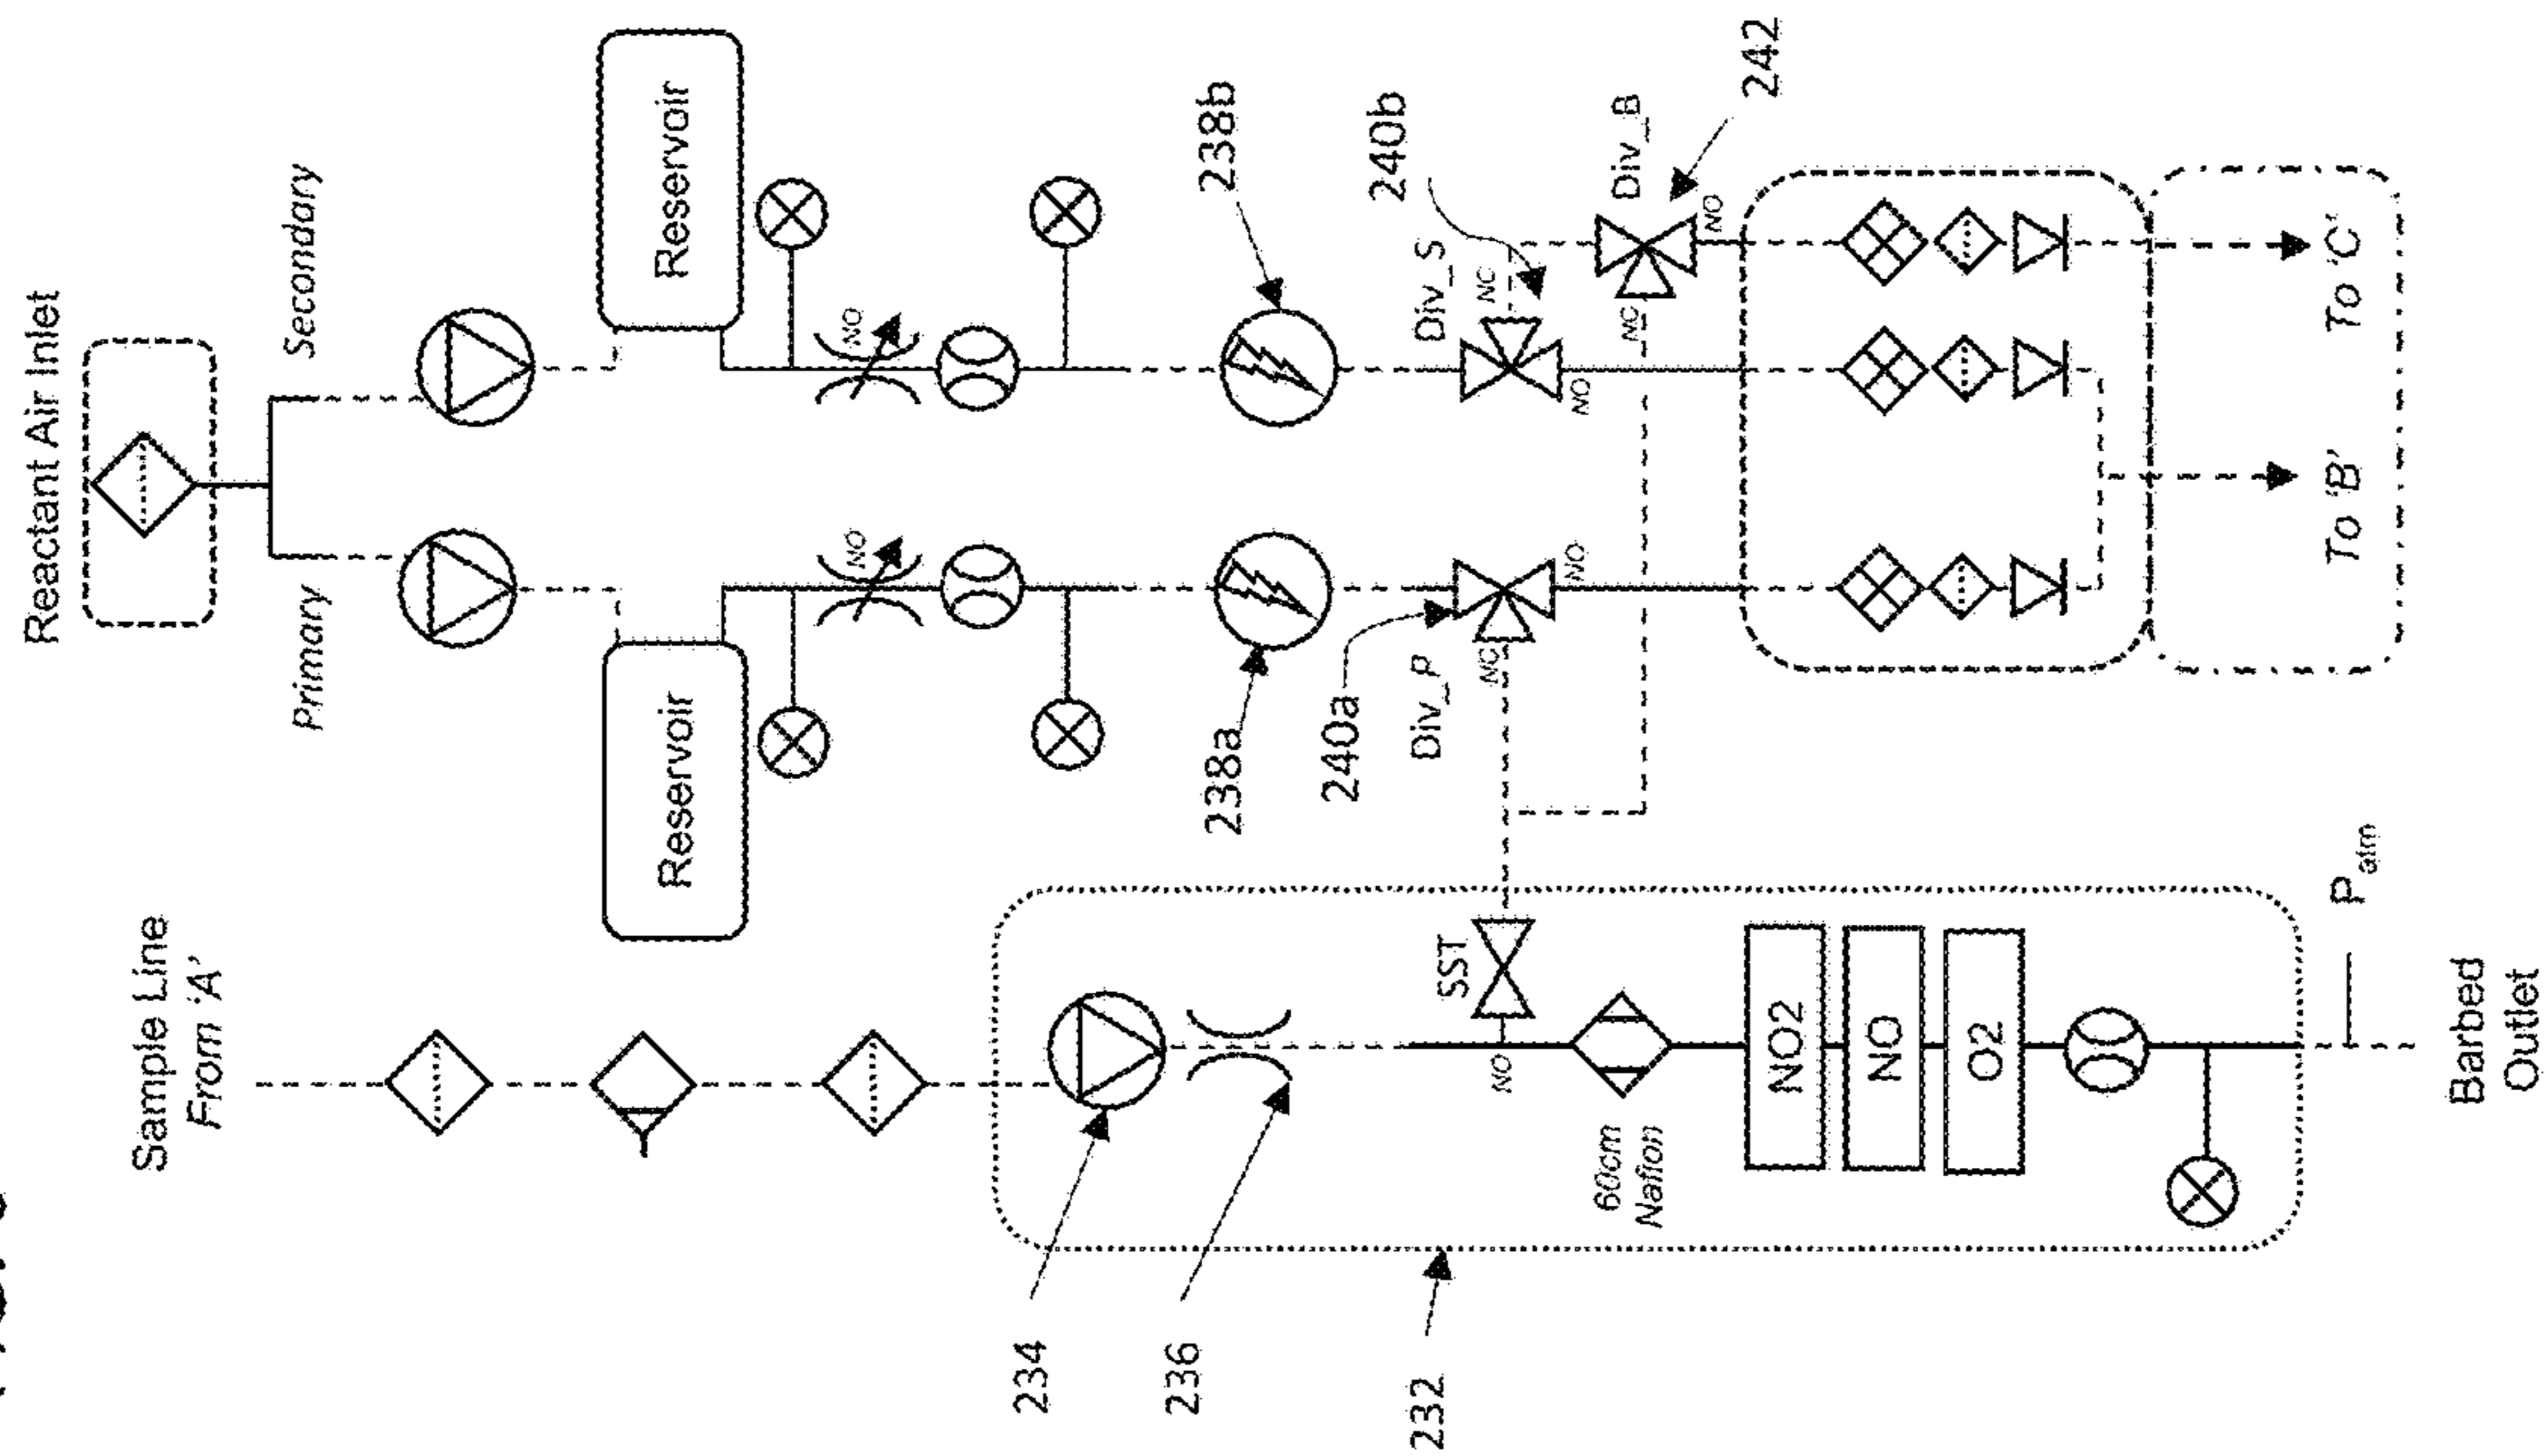 Reactant Air Inlet
Primary
Secondary
Sample Line
From 'A'
Reservoir
Reservoir
NO
NO
238a
238b
234
236
232
240a
240b
242
Div_P
Div_S
Div_B
NC
NC
NC
NO
NO
NO
SST
NO
60cm
Nafion
NO2
NO
O2
To 'B'
To 'C'
Patm
Barbed
Outlet